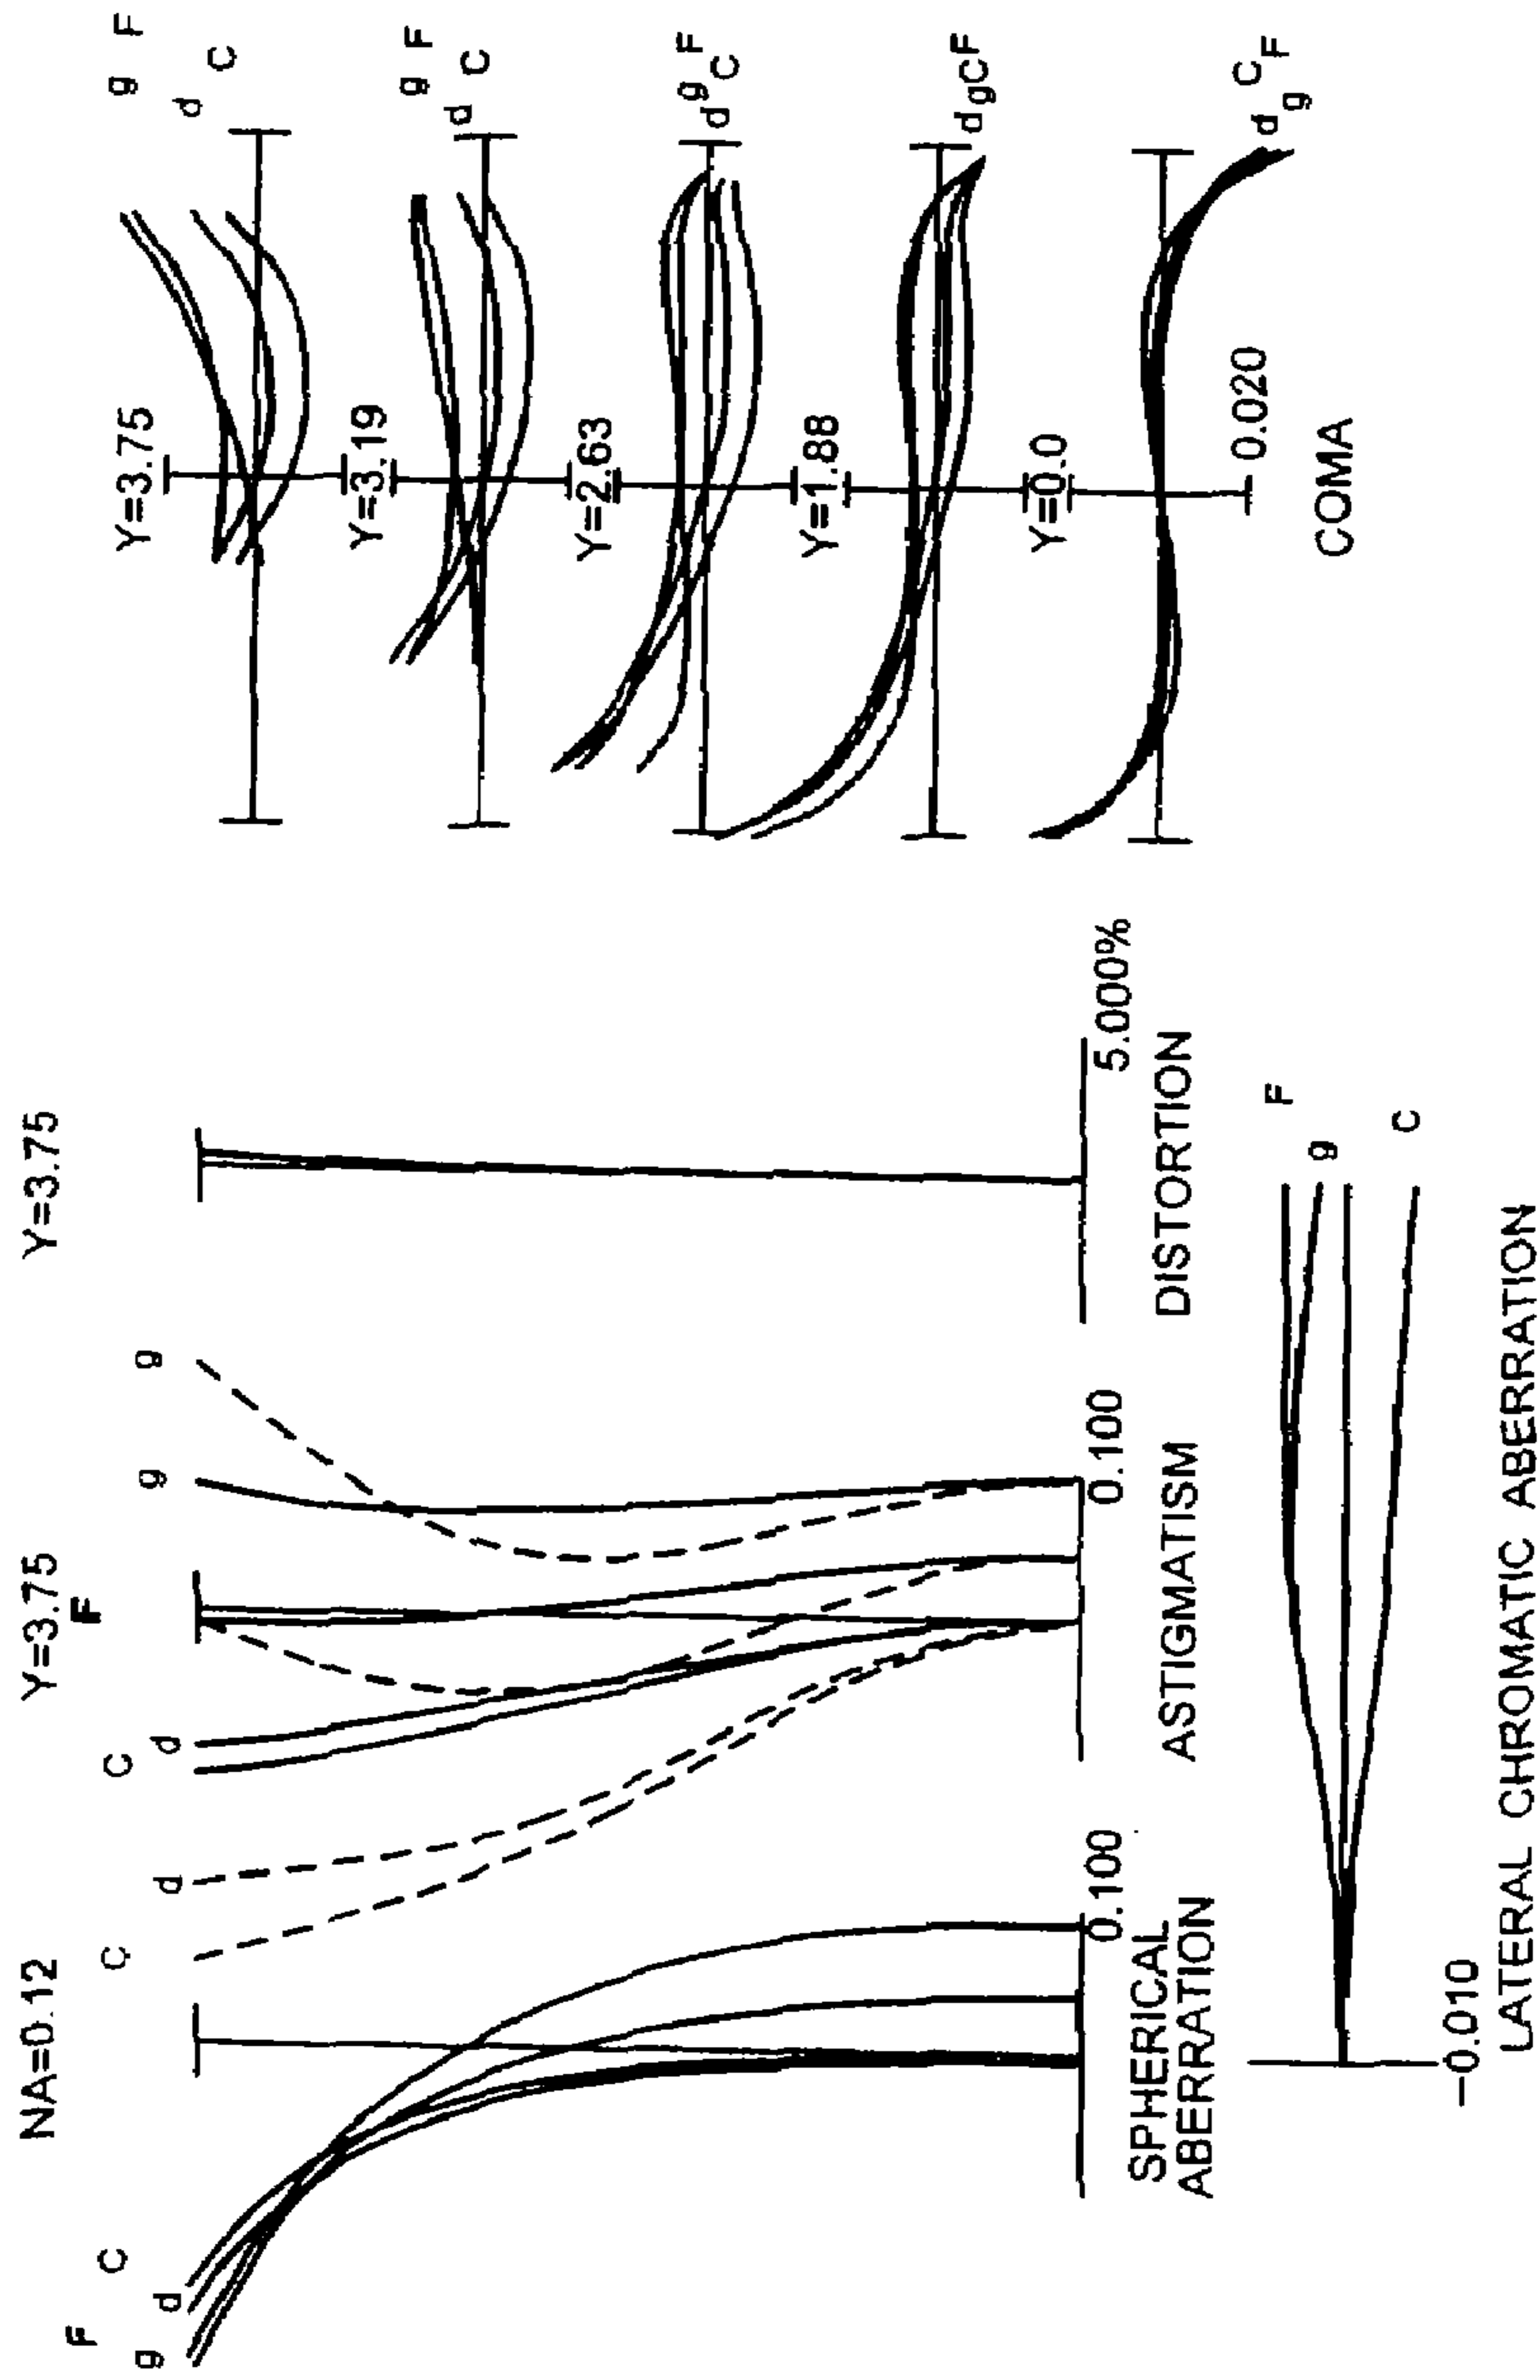 NA=0.12
F C
g d
0.100
SPHERICAL
ABERRATION
Y=3.75
F
C C
d d g g
0.100
ASTIGMATISM
Y=3.75
5.000%
DISTORTION
Y=3.75
g F
d C
Y=3.19
g F
d C
Y=2.63
g F
d C
Y=1.88
d g C F
Y=0.0
d g C F
0.020
COMA
F
g
C
−0.010
LATERAL CHROMATIC ABERRATION